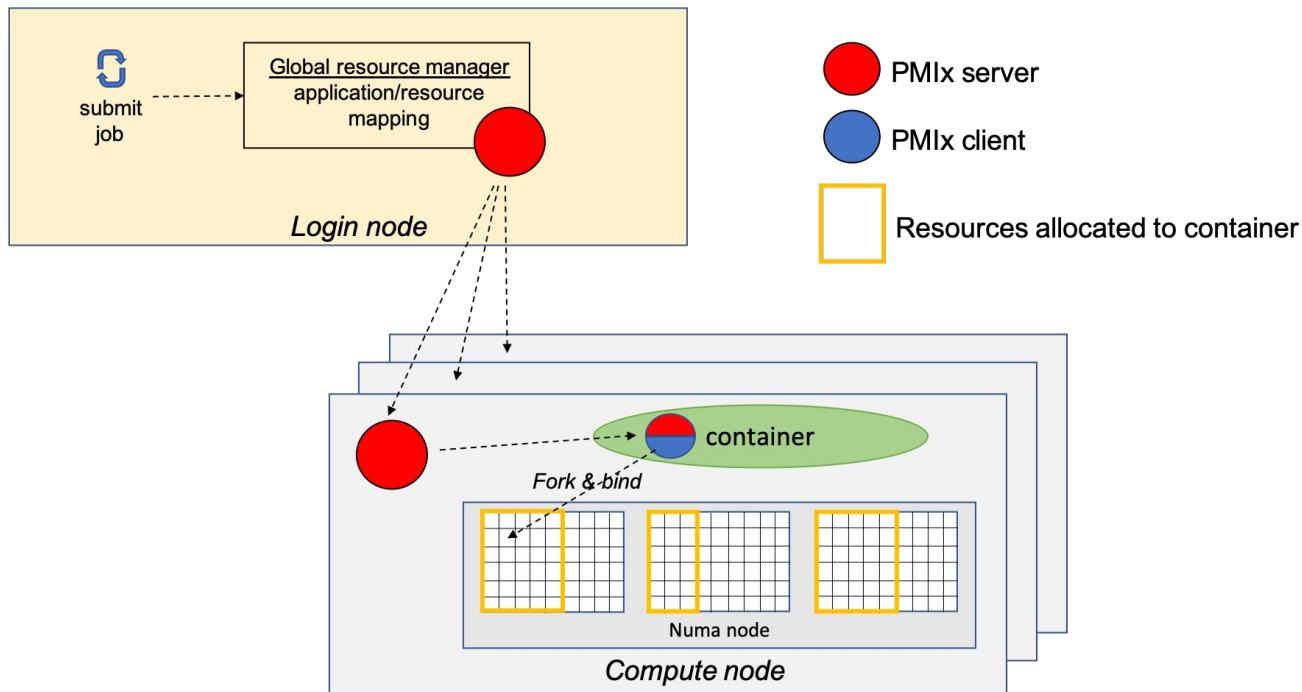 submit
job
Global resource manager
application/resource
mapping
Login node
PMIx server
PMIx client
Resources allocated to container
container
Fork & bind
Numa node
Compute node